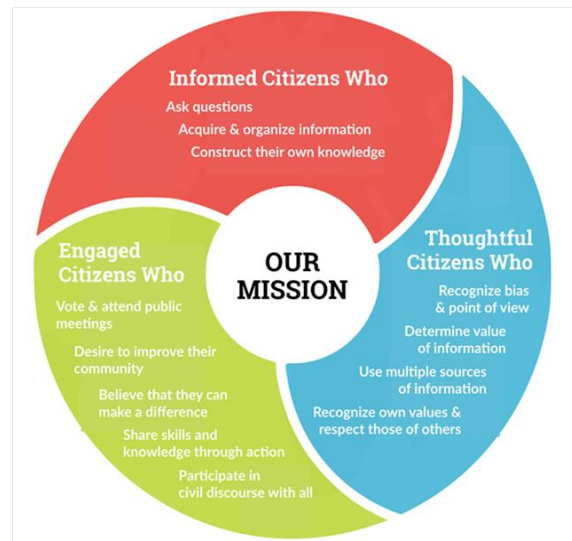 Informed Citizens Who
Ask questions
Acquire & organize information
Construct their own knowledge
Thoughtful
Citizens Who
Recognize bias
& point of view
Determine value
of information
Use multiple sources
of information
Recognize own values &
respect those of others
Engaged
Citizens Who
Vote & attend public
meetings
Desire to improve their
community
Believe that they can
make a difference
Share skills and
knowledge through action
Participate in
civil discourse with all
OUR
MISSION